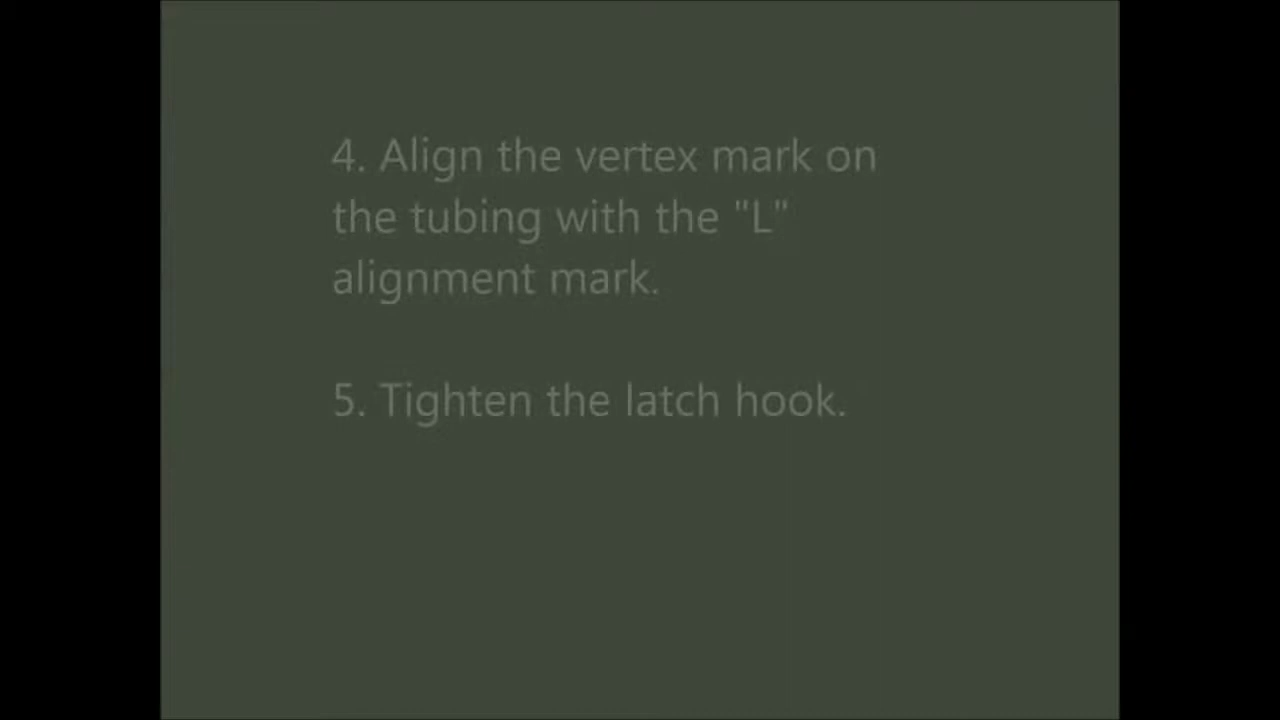 4. Align the vertex mark on
the tubing with the "L"
alignment mark.
5. Tighten the latch hook.